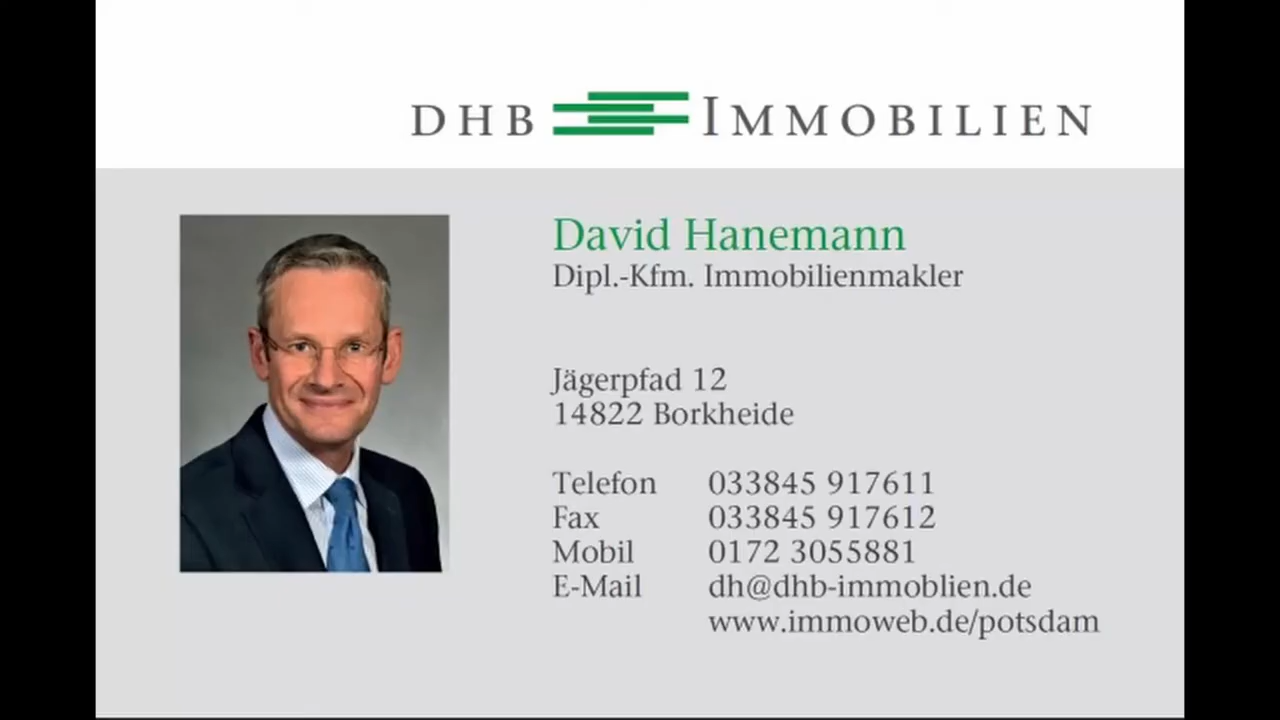 DHB IMMOBILIEN
David Hanemann
Dipl.-Kfm. Immobilienmakler
Jägerpfad 12
14822 Borkheide
Telefon 033845 917611
Fax 033845 917612
Mobil 0172 3055881
E-Mail dh@dhb-immoblien.de
www.immoweb.de/potsdam